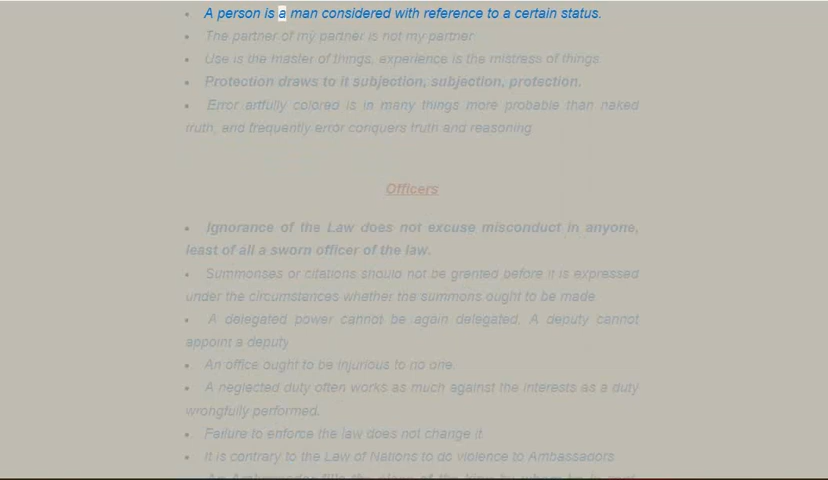 • A person is a man considered with reference to a certain status.
• The partner of my partner is not my partner
• Use is the master of things, experience is the mistress of things
• Protection draws to it subjection, subjection, protection.
• Error artfully colored is in many things more probable than naked
truth, and frequently error conquers truth and reasoning
Officers
• Ignorance of the Law does not excuse misconduct in anyone,
least of all a sworn officer of the law.
• Summonses or citations should not be granted before it is expressed
under the circumstances whether the summons ought to be made
• A delegated power cannot be again delegated, A deputy cannot
appoint a deputy
• An office ought to be injurious to no one
• A neglected duty often works as much against the interests as a duty
wrongfully performed.
• Failure to enforce the law does not change it
• It is contrary to the Law of Nations to do violence to Ambassadors